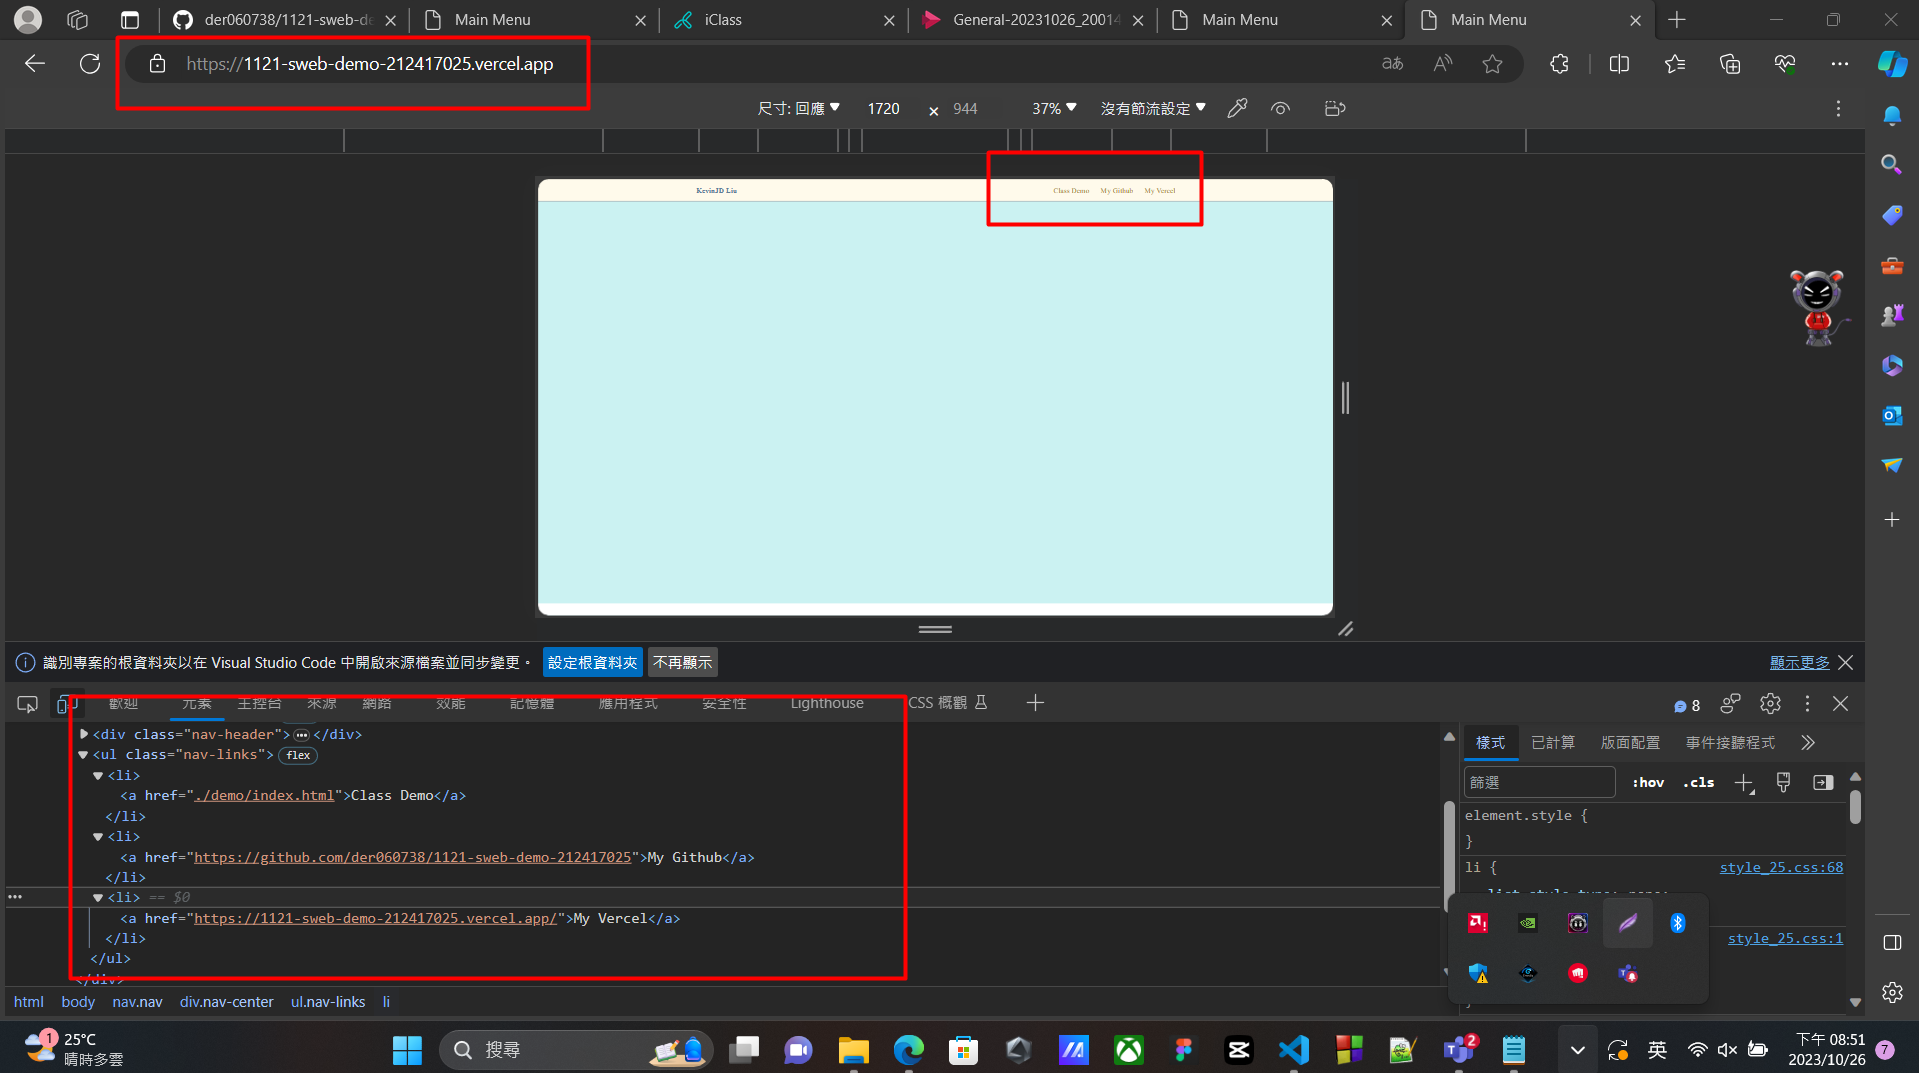 der060738/1121-sweb-de
Main Menu
iClass
General-20231026_20014
Main Menu
Main Menu
https://1121-sweb-demo-212417025.vercel.app
尺寸: 回應
1720
×
944
37%
沒有節流設定
KevinJD Liu
Class Demo
My Github
My Vercel
識別專案的根資料夾以在 Visual Studio Code 中開啟來源檔案並同步變更。
設定根資料夾
不再顯示
顯示更多
歡迎
元素
主控台
來源
網路
效能
記憶體
應用程式
安全性
Lighthouse
CSS 概觀
8
<div class="nav-header">…</div>
<ul class="nav-links"> flex
<li>
<a href="./demo/index.html">Class Demo</a>
</li>
<li>
<a href="https://github.com/der060738/1121-sweb-demo-212417025">My Github</a>
</li>
<li> == $0
<a href="https://1121-sweb-demo-212417025.vercel.app/">My Vercel</a>
</li>
</ul>
</div>
樣式
已計算
版面配置
事件接聽程式
篩選
:hov
.cls
element.style {
}
li {
style_25.css:68
list-style-type: none;
style_25.css:1
html
body
nav.nav
div.nav-center
ul.nav-links
li
1
25°C
晴時多雲
搜尋
2
英
下午 08:51
2023/10/26
7